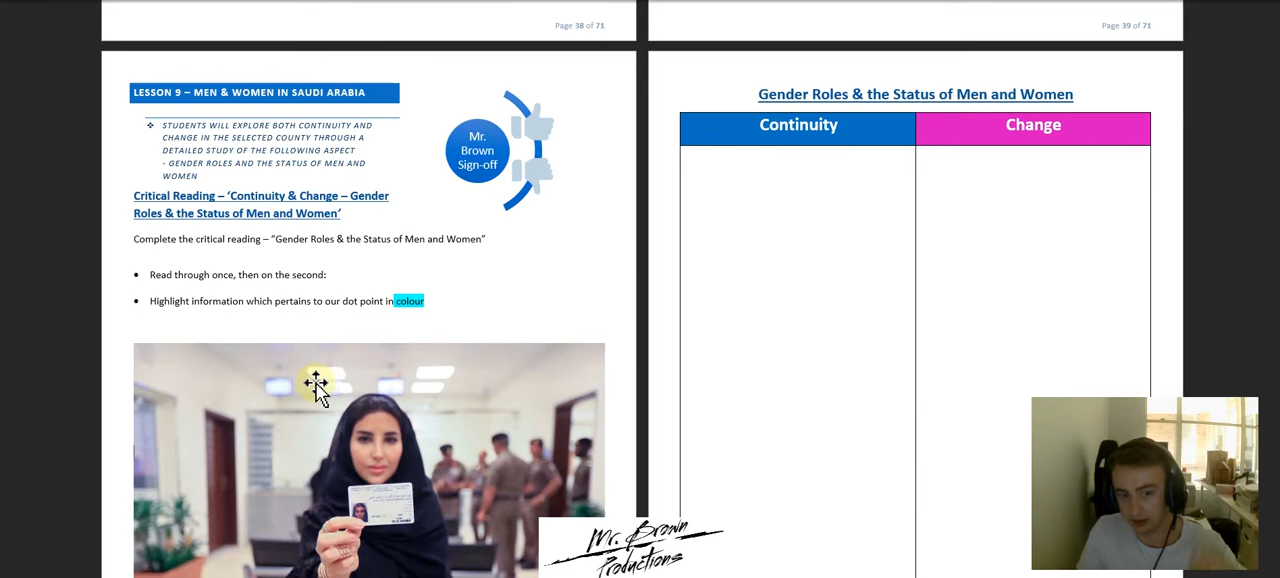 Page 38 of 71
Page 39 of 71
LESSON 9 – MEN & WOMEN IN SAUDI ARABIA
❖ STUDENTS WILL EXPLORE BOTH CONTINUITY AND
CHANGE IN THE SELECTED COUNTY THROUGH A
DETAILED STUDY OF THE FOLLOWING ASPECT
- GENDER ROLES AND THE STATUS OF MEN AND
WOMEN
Mr.
Brown
Sign-off
Critical Reading – ‘Continuity & Change – Gender
Roles & the Status of Men and Women’
Complete the critical reading – “Gender Roles & the Status of Men and Women”
• Read through once, then on the second:
• Highlight information which pertains to our dot point in colour
Gender Roles & the Status of Men and Women
Continuity
Change
Mr. Brown
Productions